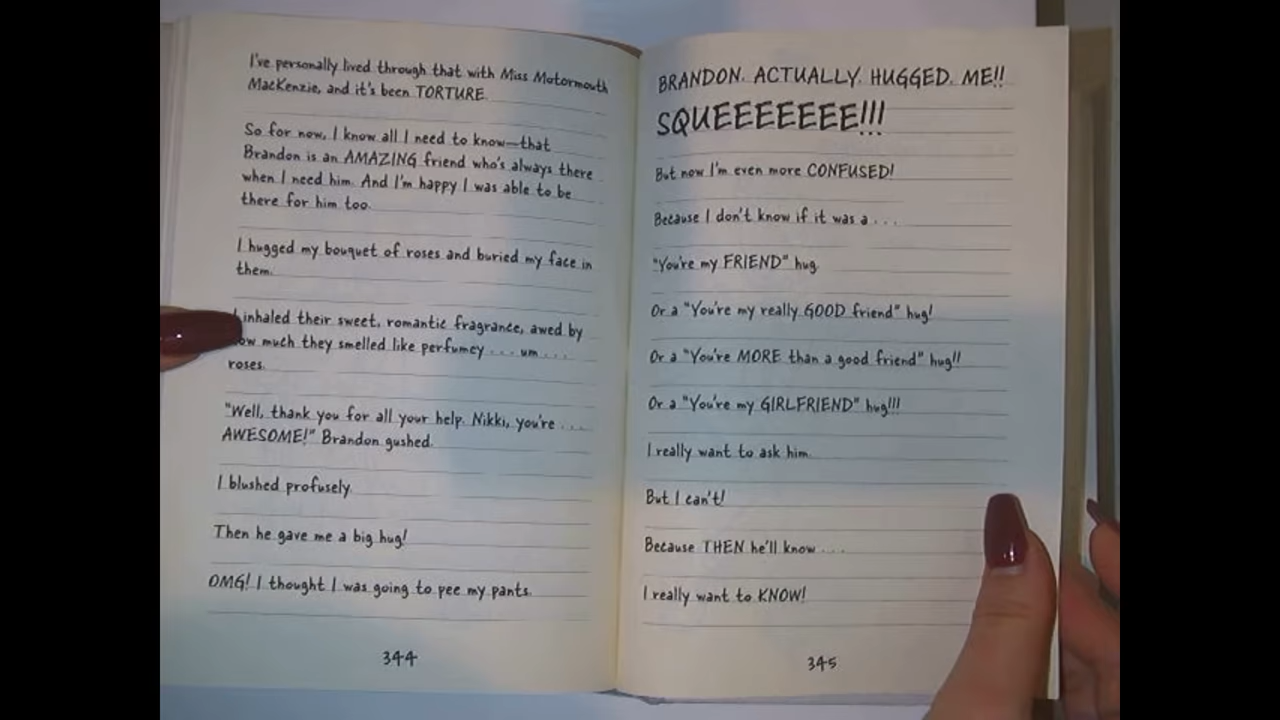 I've personally lived through that with Miss Motormouth
MacKenzie, and it's been TORTURE.
So for now, I know all I need to know—that
Brandon is an AMAZING friend who's always there
when I need him. And I'm happy I was able to be
there for him too.
I hugged my bouquet of roses and buried my face in
them.
I inhaled their sweet, romantic fragrance, awed by
how much they smelled like perfumey . . . um . . .
roses.
"Well, thank you for all your help. Nikki, you're . . .
AWESOME!" Brandon gushed.
I blushed profusely.
Then he gave me a big hug!
OMG! I thought I was going to pee my pants.
344
BRANDON. ACTUALLY. HUGGED. ME!!
SQUEEEEEEEE!!!
But now I'm even more CONFUSED!
Because I don't know if it was a . . .
"You're my FRIEND" hug.
Or a "You're my really GOOD friend" hug!
Or a "You're MORE than a good friend" hug!!
Or a "You're my GIRLFRIEND" hug!!!
I really want to ask him.
But I can't!
Because THEN he'll know . . .
I really want to KNOW!
345